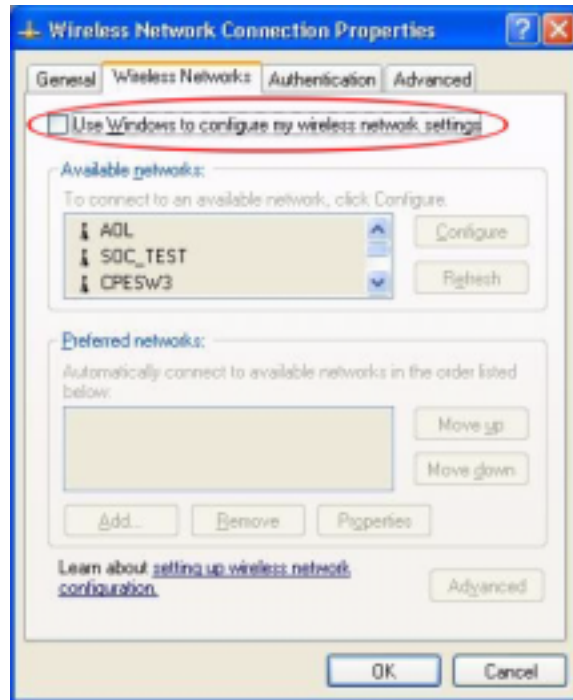 Wireless Network Connection Properties
General Wireless Networks Authentication Advanced
Use Windows to configure my wireless network settings
Available networks:
To connect to an available network, click Configure.
AOL
SOC_TEST
CPESW3
Configure
Refresh
Preferred networks:
Automatically connect to available networks in the order listed
below:
Move up
Move down
Add... Remove Properties
Learn about setting up wireless network
configuration.
Advanced
OK Cancel